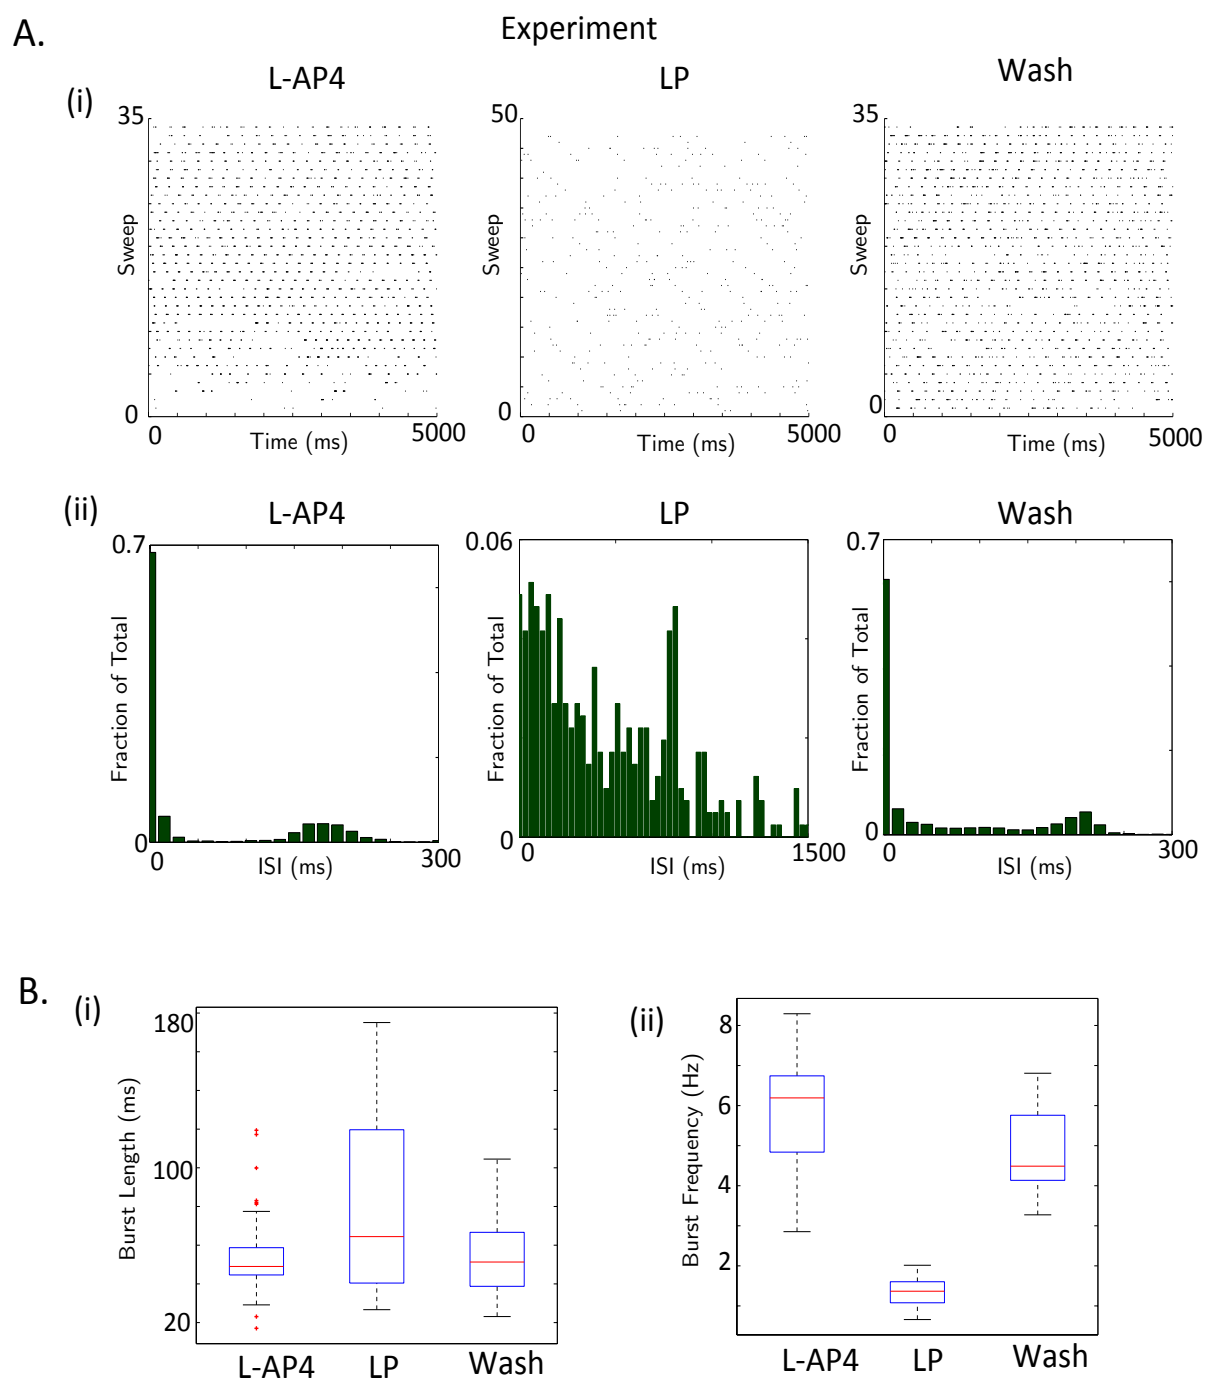 A.
Experiment
L-AP4
LP
Wash
(i)
35
50
35
Sweep
Sweep
Sweep
0
0
0
0
Time (ms)
5000
0
Time (ms)
5000
0
Time (ms)
5000
(ii)
L-AP4
LP
Wash
0.7
0.06
0.7
Fraction of Total
Fraction of Total
Fraction of Total
0
0
0
0
ISI (ms)
300
0
ISI (ms)
1500
0
ISI (ms)
300
B.
(i)
180
100
20
Burst Length (ms)
L-AP4
LP
Wash
(ii)
8
6
4
2
Burst Frequency (Hz)
L-AP4
LP
Wash